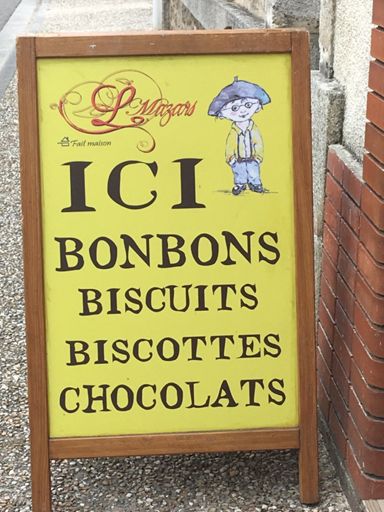 L. Mazars
Fait maison
ICI
BONBONS
BISCUITS
BISCOTTES
CHOCOLATS